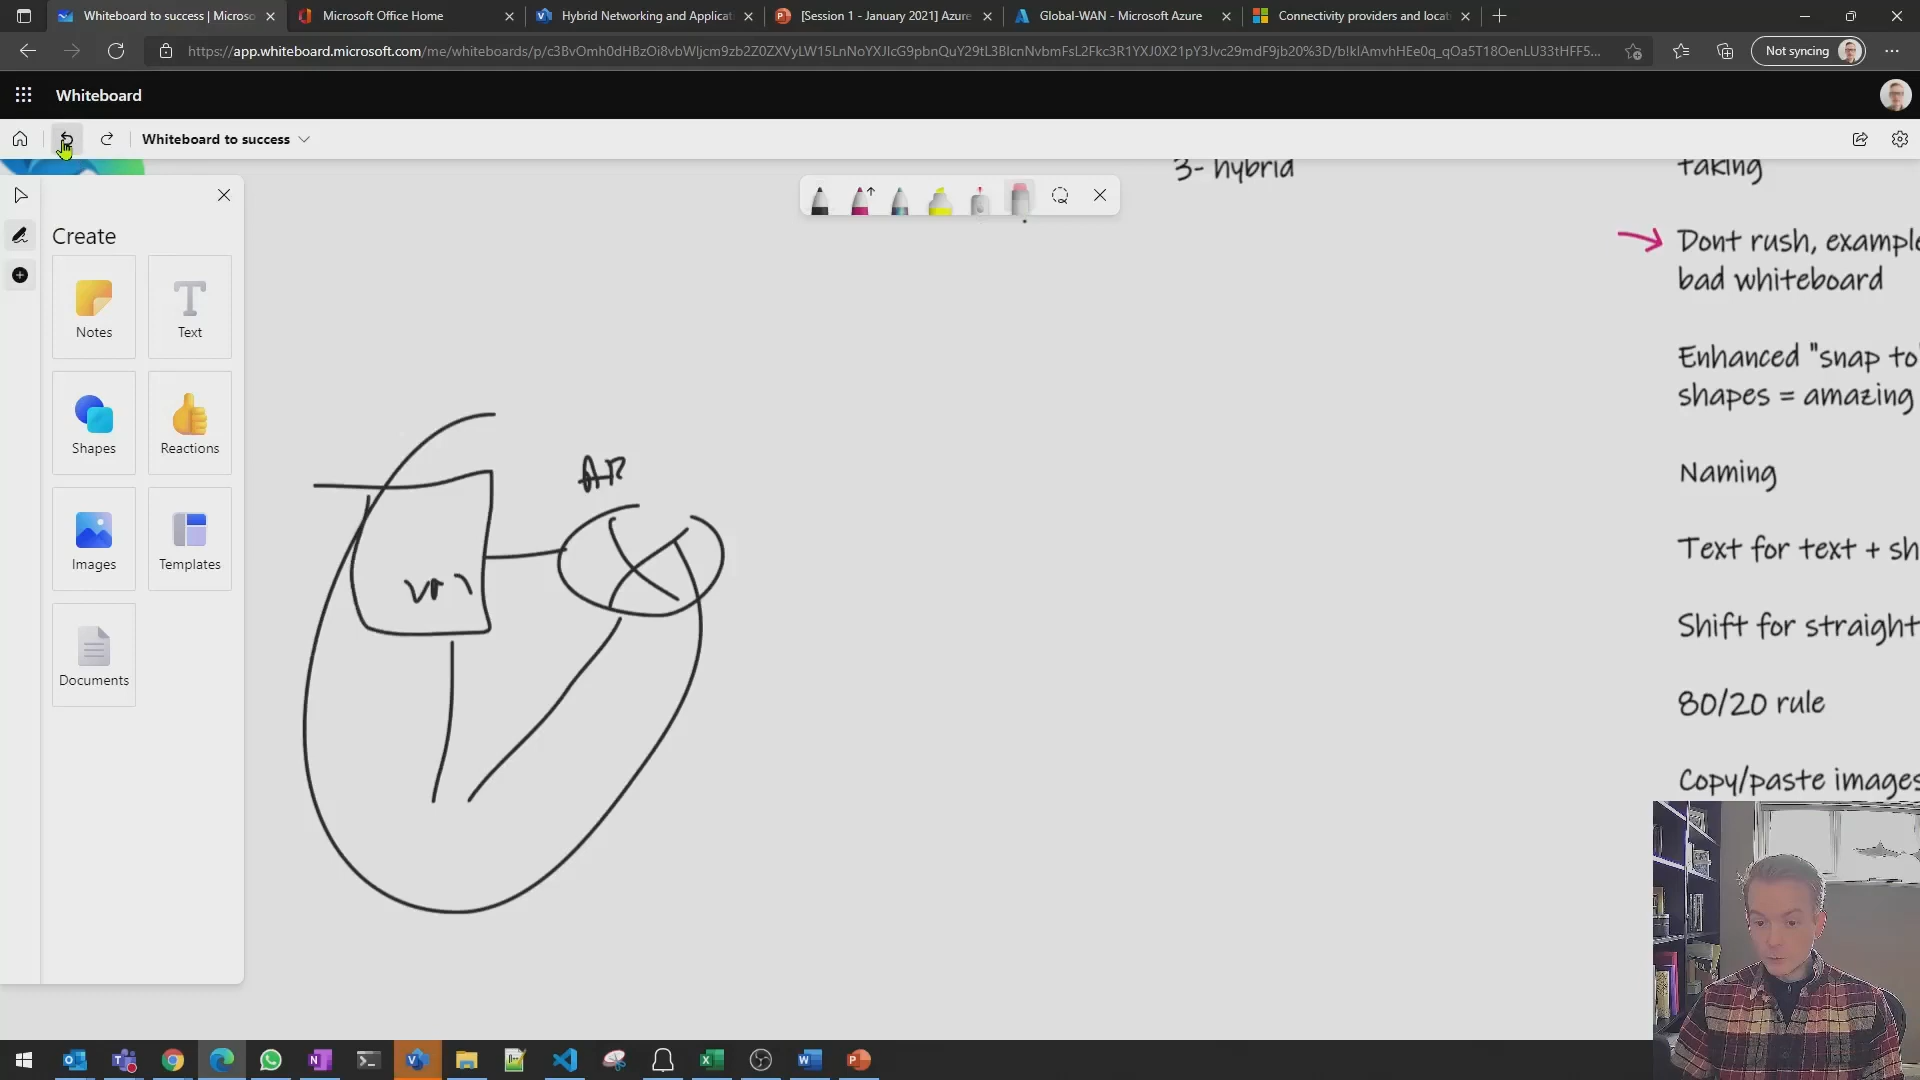 Whiteboard to success | Microso
Microsoft Office Home
Hybrid Networking and Applicat
[Session 1 - January 2021] Azure
Global-WAN - Microsoft Azure
Connectivity providers and locat
Not syncing
Whiteboard
Whiteboard to success
3- hybrid
taking
Create
Notes
Text
Shapes
Reactions
Images
Templates
Documents
Dont rush, example
bad whiteboard
Enhanced "snap to"
shapes = amazing
Naming
Text for text + sh
Shift for straight
80/20 rule
Copy/paste images